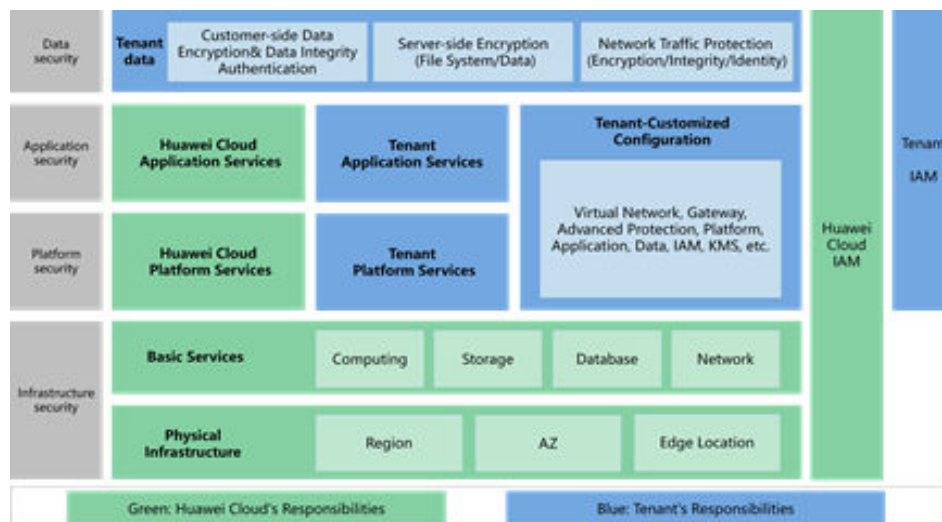 Data
security
Tenant
data
Customer-side Data
Encryption& Data Integrity
Authentication
Server-side Encryption
(File System/Data)
Network Traffic Protection
(Encryption/Integrity/Identity)
Application
security
Huawei Cloud
Application Services
Tenant
Application Services
Tenant-Customized
Configuration
Virtual Network, Gateway,
Advanced Protection, Platform,
Application, Data, IAM, KMS, etc.
Platform
security
Huawei Cloud
Platform Services
Tenant
Platform Services
Huawei
Cloud
IAM
Tenant
IAM
Infrastructure
security
Basic Services
Computing
Storage
Database
Network
Physical
Infrastructure
Region
AZ
Edge Location
Green: Huawei Cloud's Responsibilities
Blue: Tenant's Responsibilities